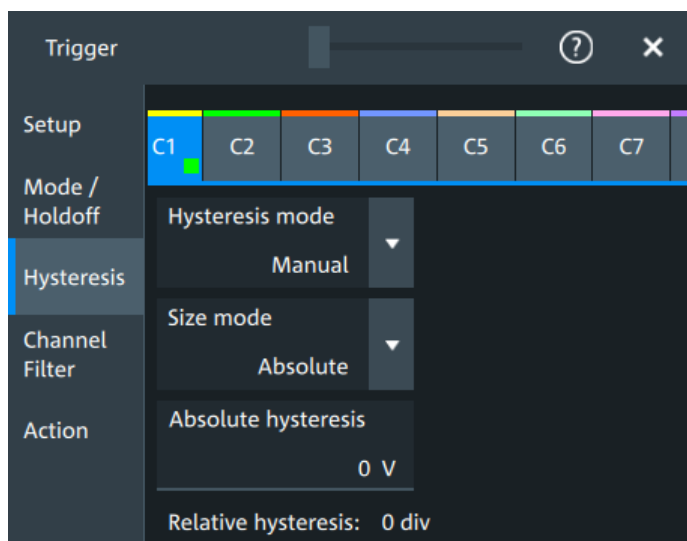 Trigger
?
Setup
Mode /
Holdoff
Hysteresis
Channel
Filter
Action
C1 C2 C3 C4 C5 C6 C7
Hysteresis mode
Manual
Size mode
Absolute
Absolute hysteresis
0 V
Relative hysteresis: 0 div